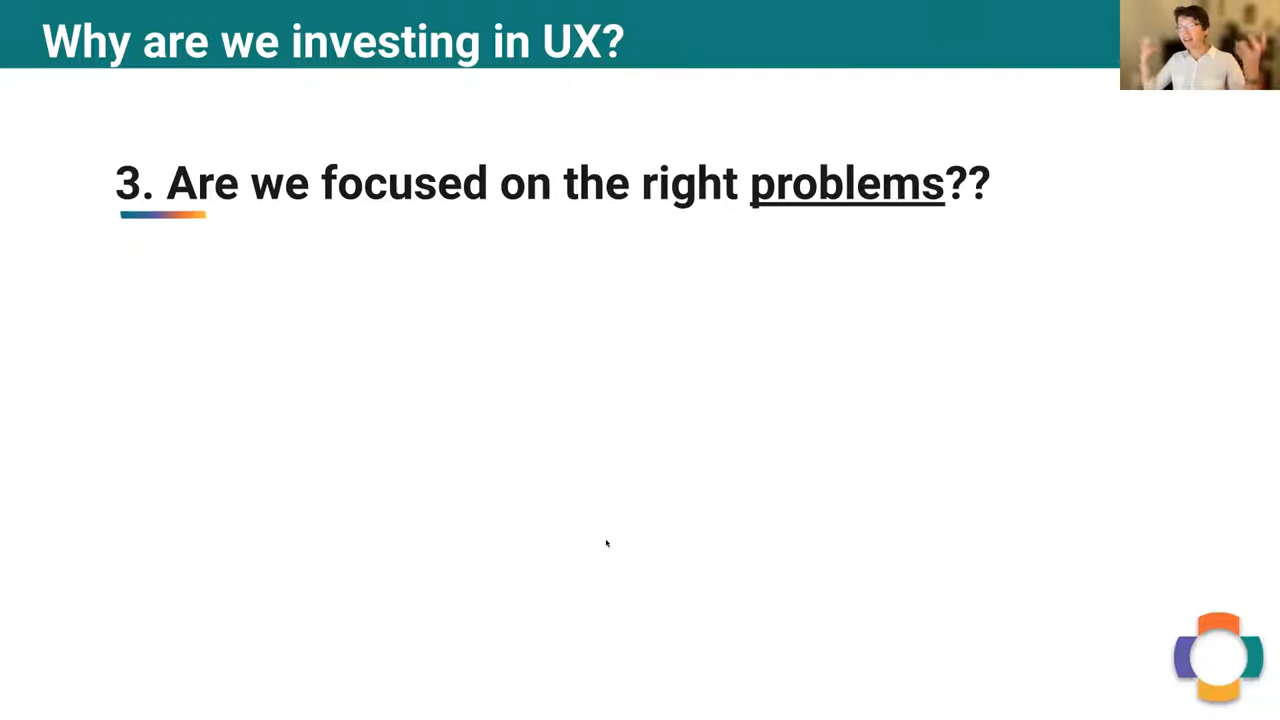 Why are we investing in UX?
3. Are we focused on the right problems??